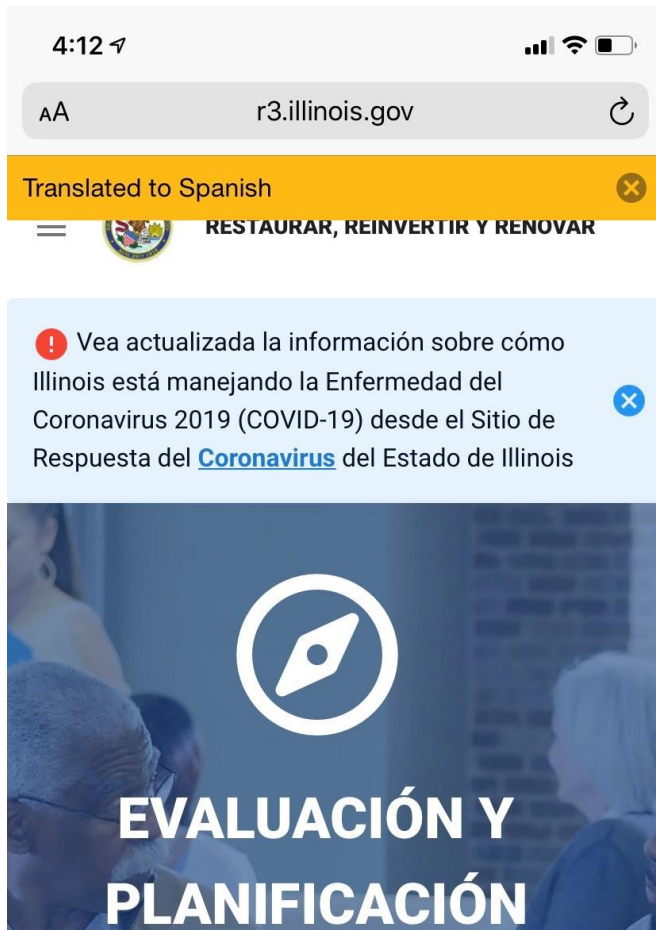 4:12
AA
r3.illinois.gov
Translated to Spanish
RESTAURAR, REINVERTIR Y RENOVAR
Vea actualizada la información sobre cómo
Illinois está manejando la Enfermedad del
Coronavirus 2019 (COVID-19) desde el Sitio de
Respuesta del Coronavirus del Estado de Illinois
EVALUACIÓN Y
PLANIFICACIÓN